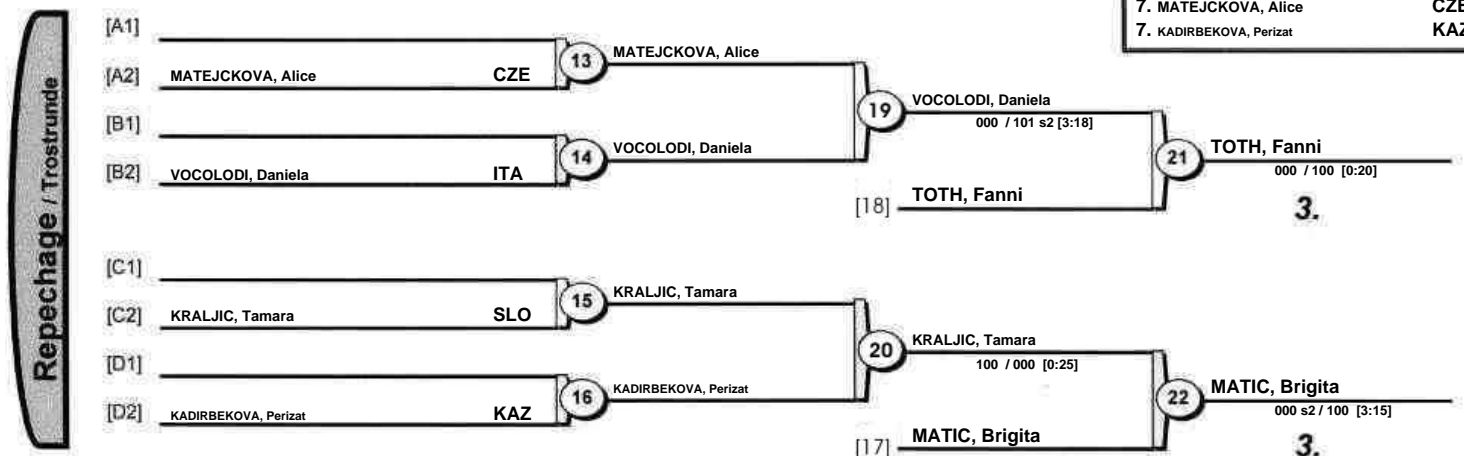 7. MATEJCKOVA, Alice CZE
7. KADIRBEKOVA, Perizat KAZ
Repechage / Trostrunde
[A1]
[A2] MATEJCKOVA, Alice CZE
13 MATEJCKOVA, Alice
[B1]
[B2] VOCOLODI, Daniela ITA
14 VOCOLODI, Daniela
19 VOCOLODI, Daniela
000 / 101 s2 [3:18]
[18] TOTH, Fanni
21 TOTH, Fanni
000 / 100 [0:20]
3.
[C1]
[C2] KRALJIC, Tamara SLO
15 KRALJIC, Tamara
[D1]
[D2] KADIRBEKOVA, Perizat KAZ
16 KADIRBEKOVA, Perizat
20 KRALJIC, Tamara
100 / 000 [0:25]
[17] MATIC, Brigita
22 MATIC, Brigita
000 s2 / 100 [3:15]
3.